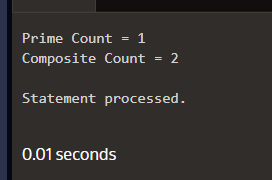 Prime Count = 1
Composite Count = 2
Statement processed.
0.01 seconds